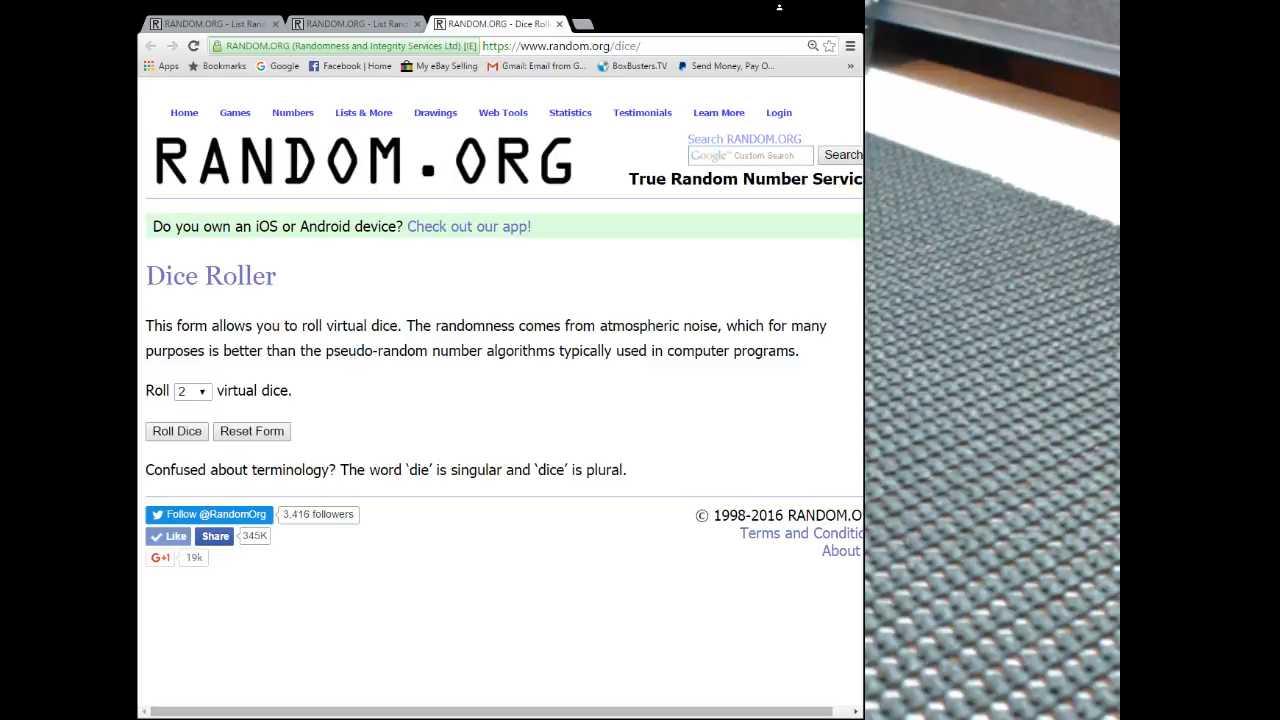 RANDOM.ORG - List Ran
RANDOM.ORG - List Ran
RANDOM.ORG - Dice Roll
RANDOM.ORG (Randomness and Integrity Services Ltd) [IE] https://www.random.org/dice/
Apps Bookmarks Google Facebook | Home My eBay Selling Gmail: Email from G... BoxBusters.TV Send Money, Pay O... »
Home Games Numbers Lists & More Drawings Web Tools Statistics Testimonials Learn More Login
RANDOM.ORG
Search RANDOM.ORG
Google™ Custom Search Search
True Random Number Servic
Do you own an iOS or Android device? Check out our app!
Dice Roller
This form allows you to roll virtual dice. The randomness comes from atmospheric noise, which for many
purposes is better than the pseudo-random number algorithms typically used in computer programs.
Roll 2 virtual dice.
Roll Dice Reset Form
Confused about terminology? The word ‘die’ is singular and ‘dice’ is plural.
Follow @RandomOrg 3,416 followers
Like Share 345K
G+1 19k
© 1998-2016 RANDOM.O
Terms and Conditic
About